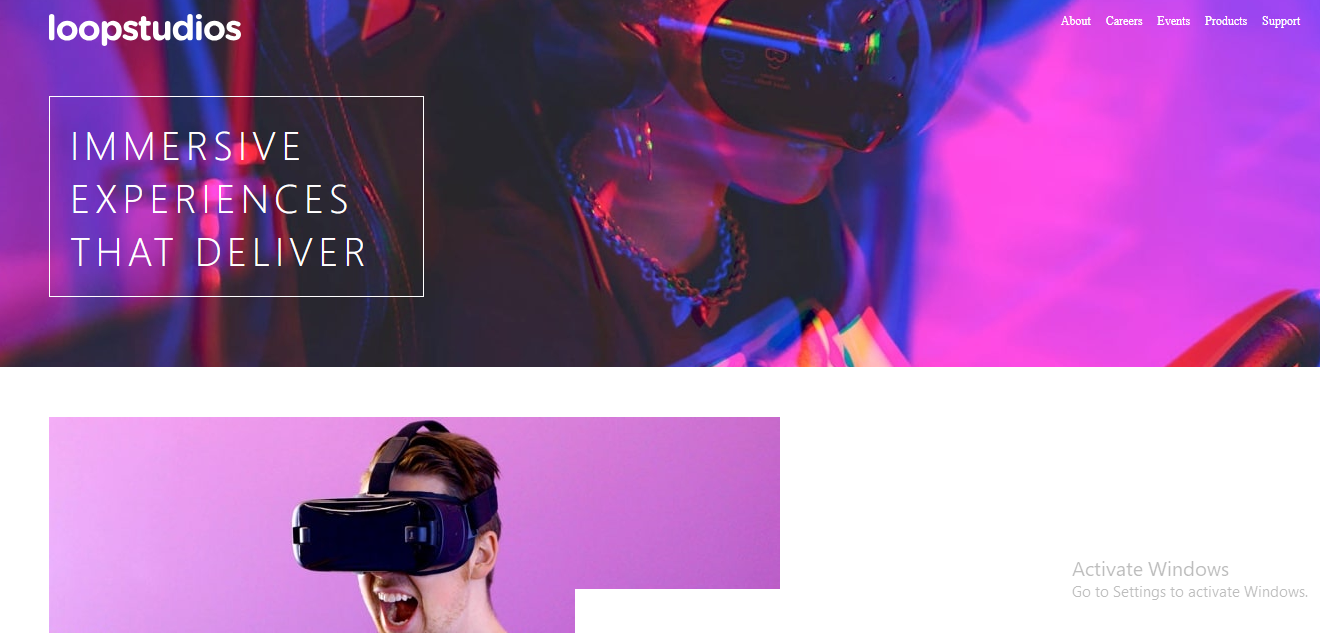 loopstudios
About Careers Events Products Support
IMMERSIVE
EXPERIENCES
THAT DELIVER
Activate Windows
Go to Settings to activate Windows.